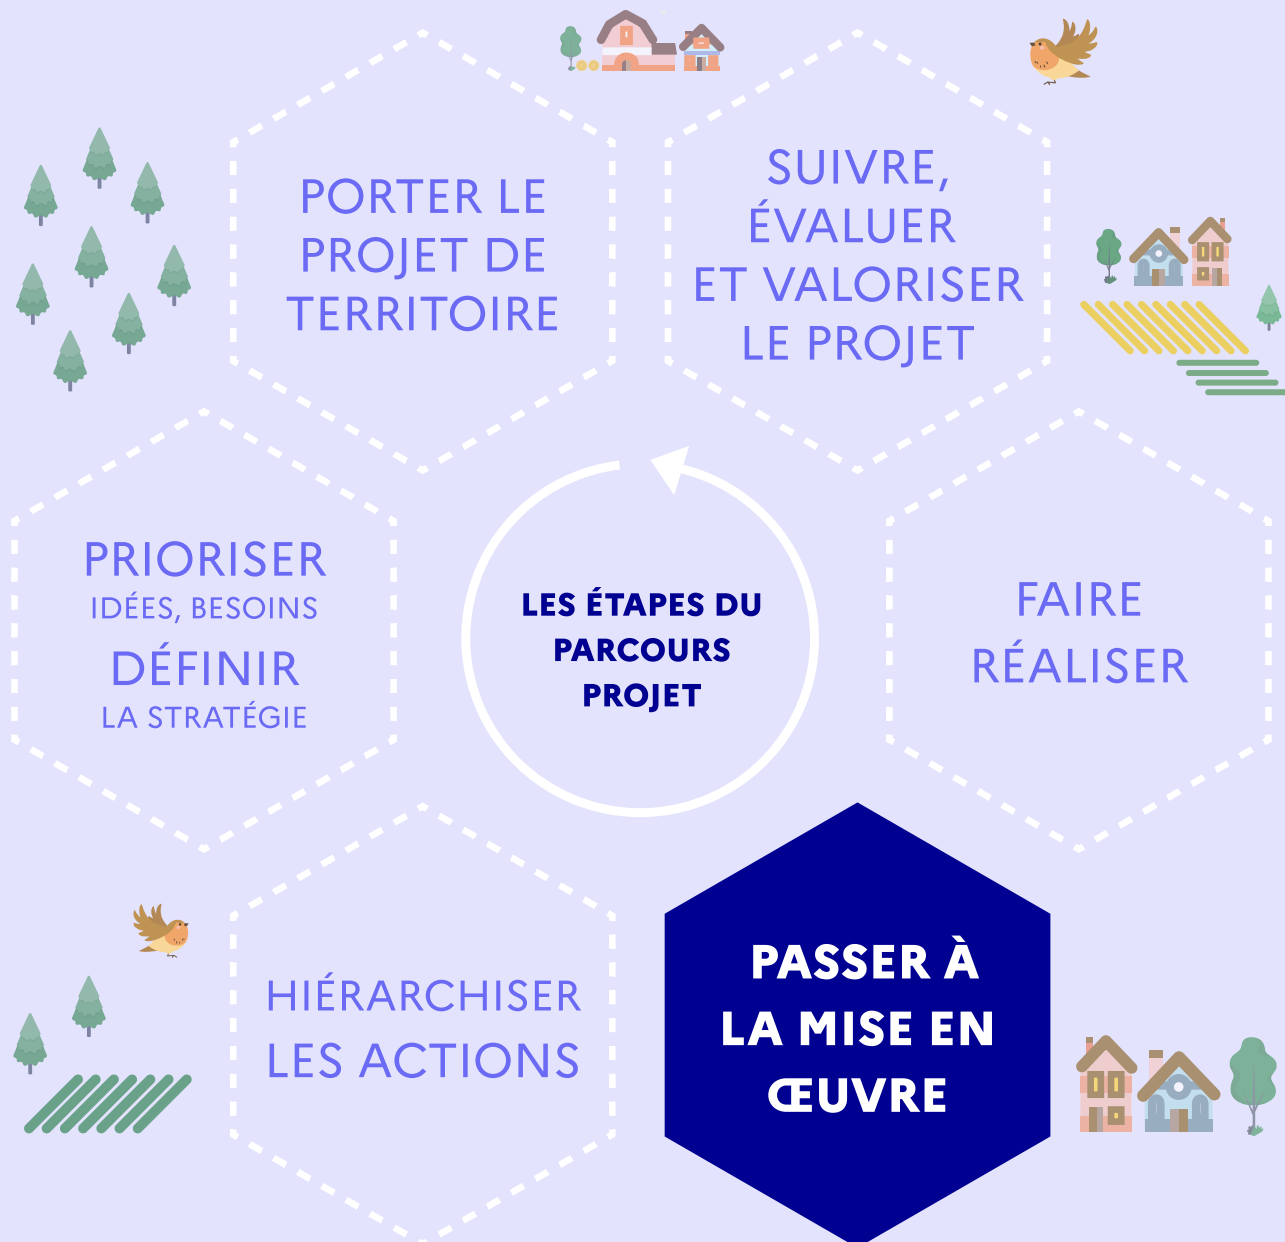 PORTER LE
PROJET DE
TERRITOIRE
SUIVRE,
ÉVALUER
ET VALORISER
LE PROJET
PRIORISER
IDÉES, BESOINS
DÉFINIR
LA STRATÉGIE
LES ÉTAPES DU
PARCOURS
PROJET
FAIRE
RÉALISER
HIÉRARCHISER
LES ACTIONS
PASSER À
LA MISE EN
ŒUVRE